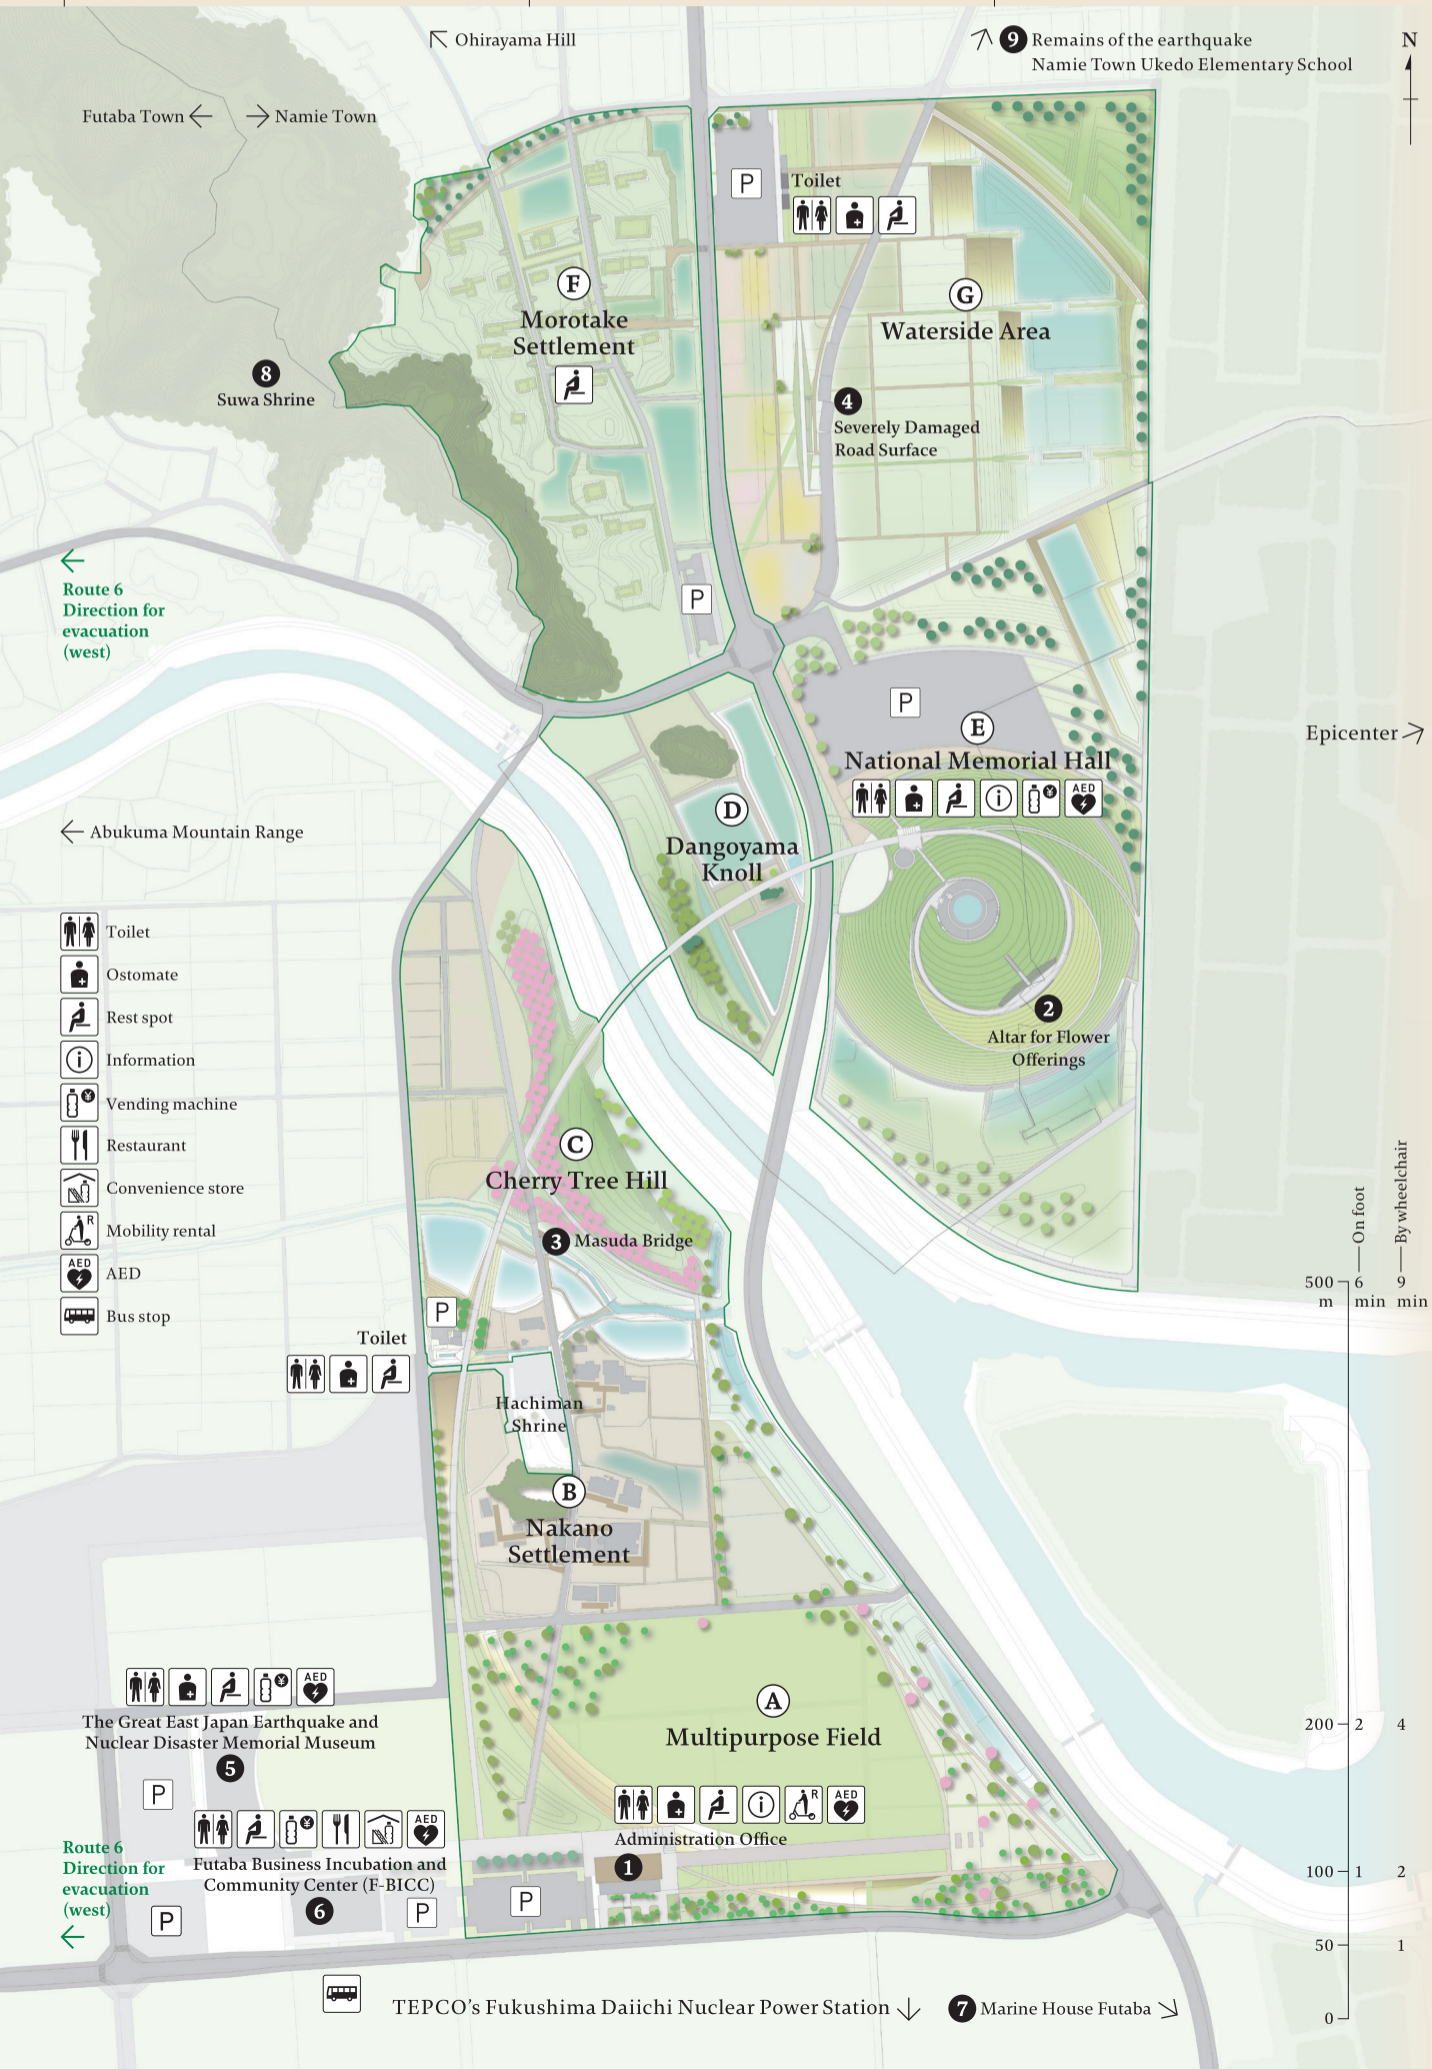 Ohirayama Hill
9 Remains of the earthquake
Namie Town Ukedo Elementary School
N
Futaba Town
Namie Town
P
Toilet
F
Morotake
Settlement
G
Waterside Area
8
Suwa Shrine
4
Severely Damaged
Road Surface
Route 6
Direction for
evacuation
(west)
P
P
E
National Memorial Hall
AED
Epicenter
D
Dangoyama
Knoll
Abukuma Mountain Range
Toilet
Ostomate
Rest spot
i Information
¥ Vending machine
Restaurant
Convenience store
R Mobility rental
AED AED
Bus stop
2
Altar for Flower
Offerings
C
Cherry Tree Hill
3 Masuda Bridge
P
Toilet
Hachiman
Shrine
B
Nakano
Settlement
On foot
By wheelchair
500 6 9
m min min
200 2 4
100 1 2
50 1
0
A
Multipurpose Field
i R AED
Administration Office
1
¥ AED
The Great East Japan Earthquake and
Nuclear Disaster Memorial Museum
5
P
¥ AED
Futaba Business Incubation and
Community Center (F-BICC)
6
Route 6
Direction for
evacuation
(west)
P
P
P
TEPCO's Fukushima Daiichi Nuclear Power Station
7 Marine House Futaba